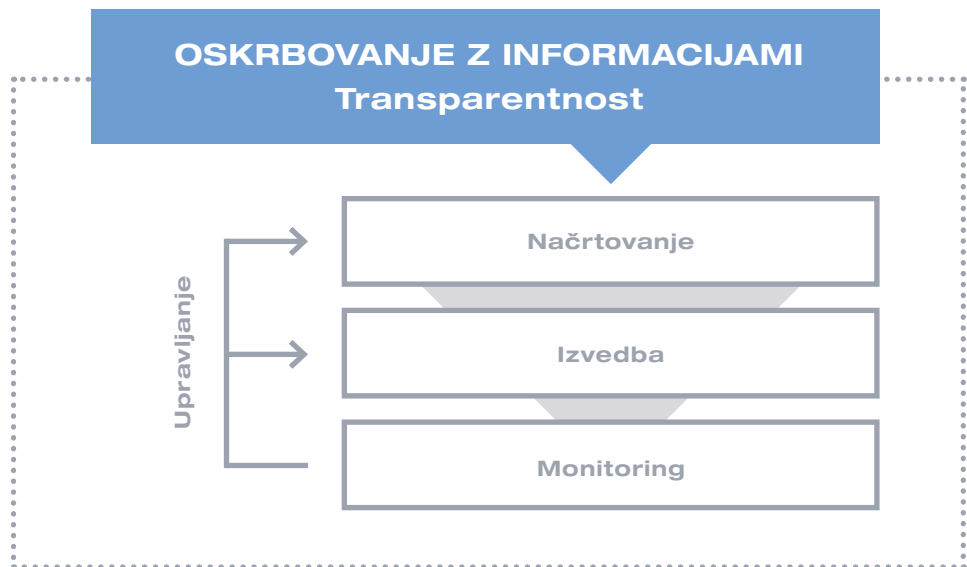 OSKRBOVANJE Z INFORMACIJAMI
Transparentnost
Načrtovanje
Upravljanje
Izvedba
Monitoring